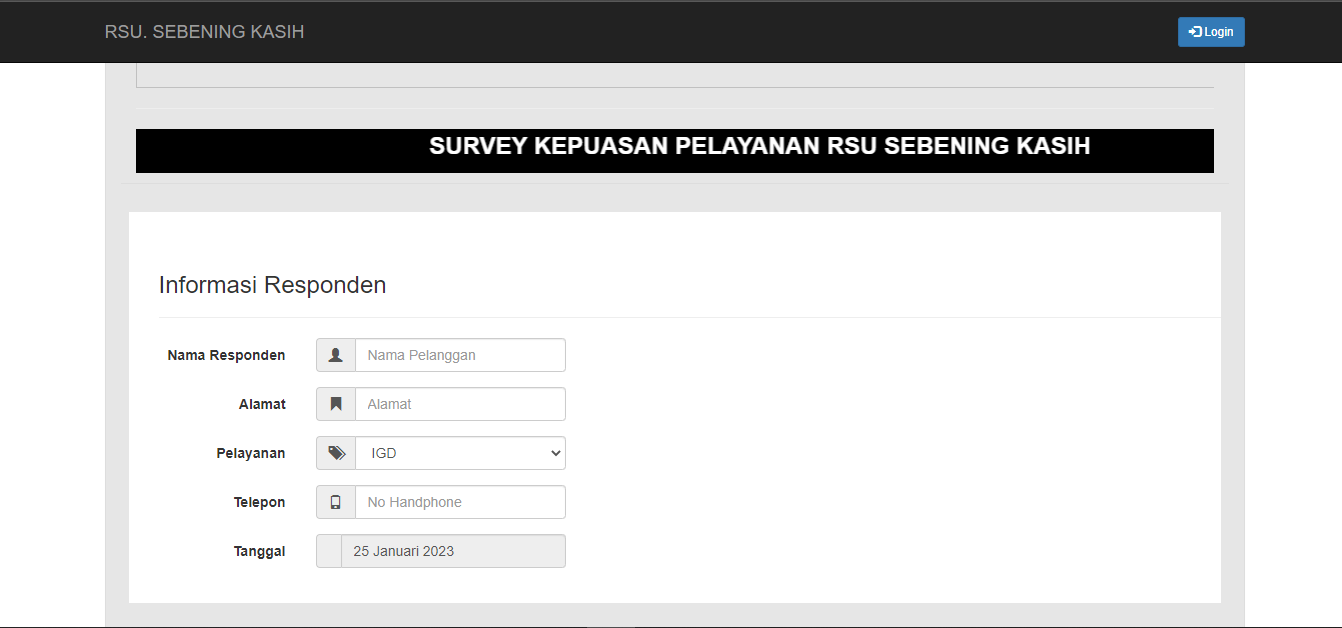 RSU. SEBENING KASIH
Login
SURVEY KEPUASAN PELAYANAN RSU SEBENING KASIH
Informasi Responden
Nama Responden Nama Pelanggan
Alamat Alamat
Pelayanan IGD
Telepon No Handphone
Tanggal 25 Januari 2023